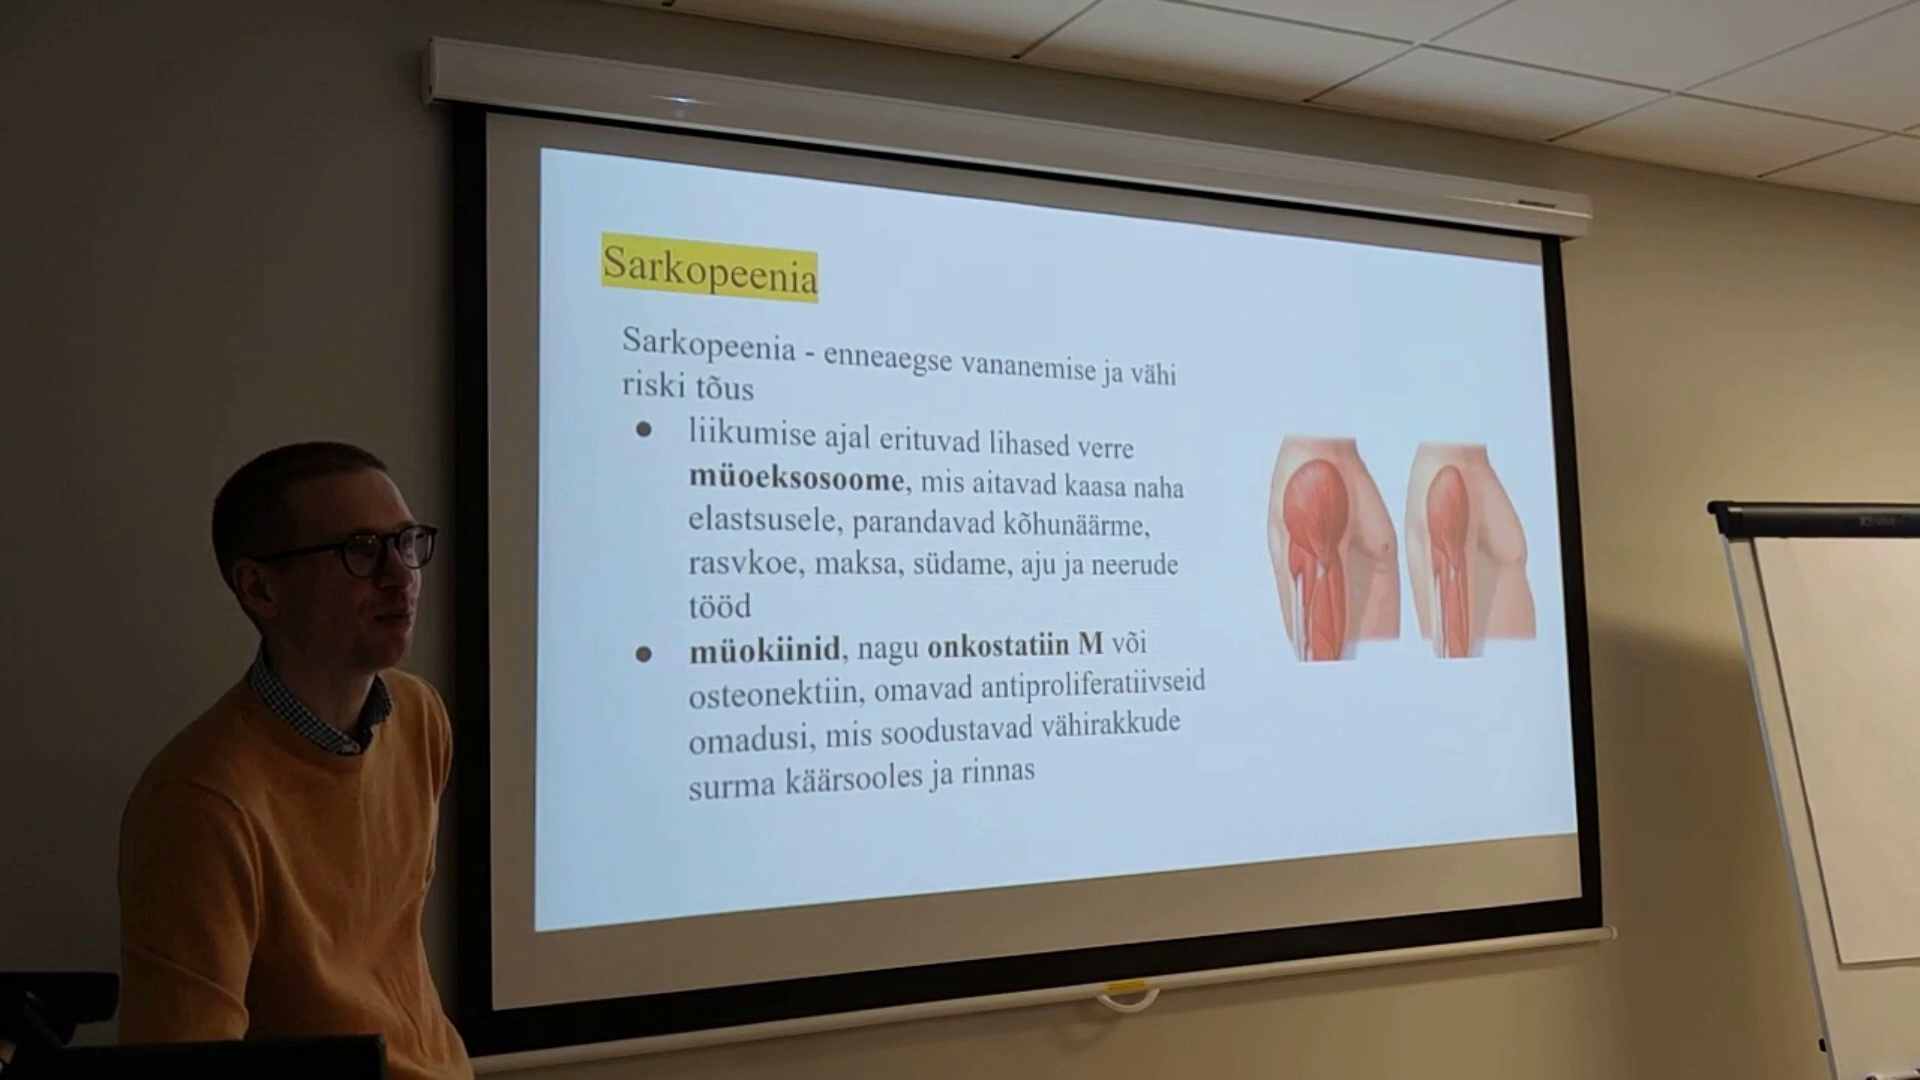 Sarkopeenia
Sarkopeenia - enneaegse vananemise ja vähi
riski tõus
● liikumise ajal erituvad lihased verre
müoeksosoome, mis aitavad kaasa naha
elastsusele, parandavad kõhunäärme,
rasvkoe, maksa, südame, aju ja neerude
tööd
● müokiinid, nagu onkostatiin M või
osteonektiin, omavad antiproliferatiivseid
omadusi, mis soodustavad vähirakkude
surma käärsooles ja rinnas